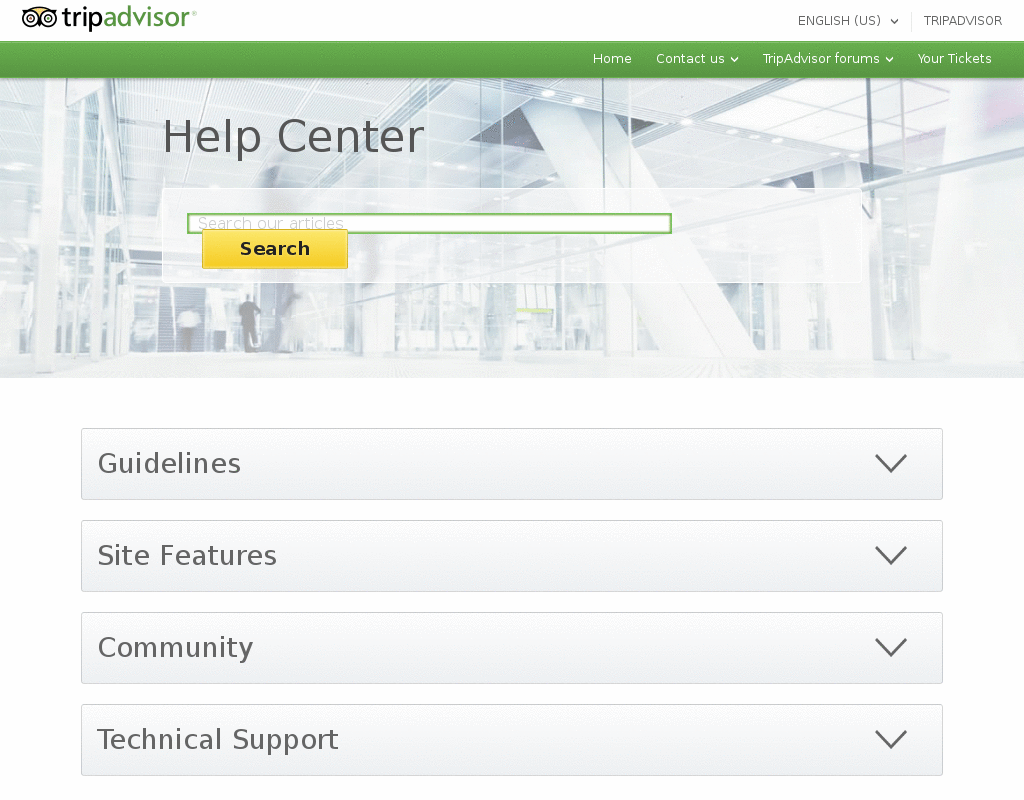 tripadvisor®
ENGLISH (US)
TRIPADVISOR
Home
Contact us
TripAdvisor forums
Your Tickets
Help Center
Search our articles
Search
Guidelines
Site Features
Community
Technical Support